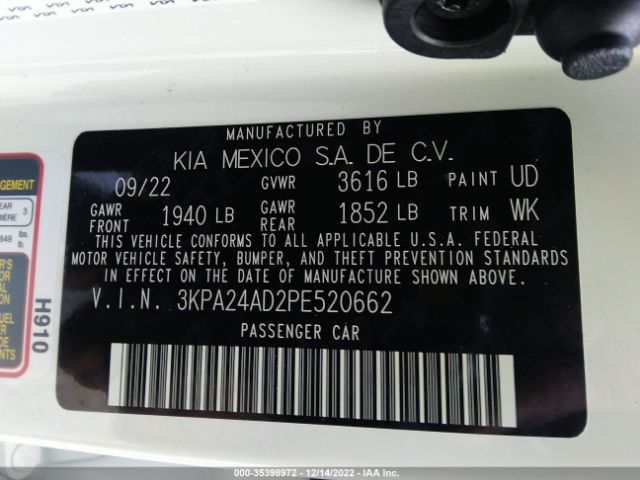 MANUFACTURED BY
KIA MEXICO S.A. DE C.V.
09/22 GVWR 3616 LB PAINT UD
GAWR FRONT 1940 LB GAWR REAR 1852 LB TRIM WK
THIS VEHICLE CONFORMS TO ALL APPLICABLE U.S.A. FEDERAL
MOTOR VEHICLE SAFETY, BUMPER, AND THEFT PREVENTION STANDARDS
IN EFFECT ON THE DATE OF MANUFACTURE SHOWN ABOVE.
V.I.N. 3KPA24AD2PE520662
PASSENGER CAR
H910
000-35398972 - 12/14/2022 - IAA Inc.